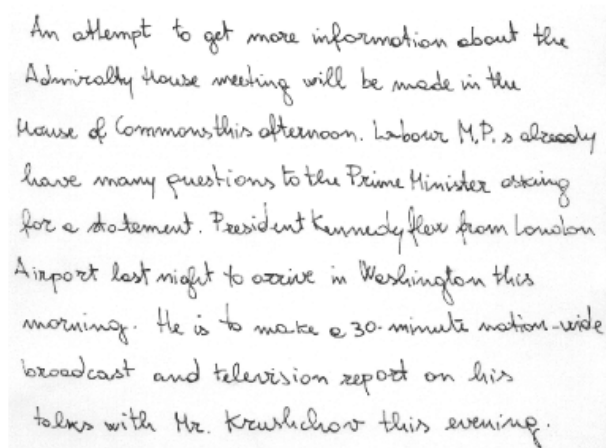 An attempt to get more information about the
Admiralty House meeting will be made in the
House of Commons this afternoon. Labour M.P.s already
have many questions to the Prime Minister asking
for a statement. President Kennedy flew from London
Airport last night to arrive in Washington this
morning. He is to make a 30-minute nation-wide
broadcast and television report on his
talks with Mr. Krushchov this evening.